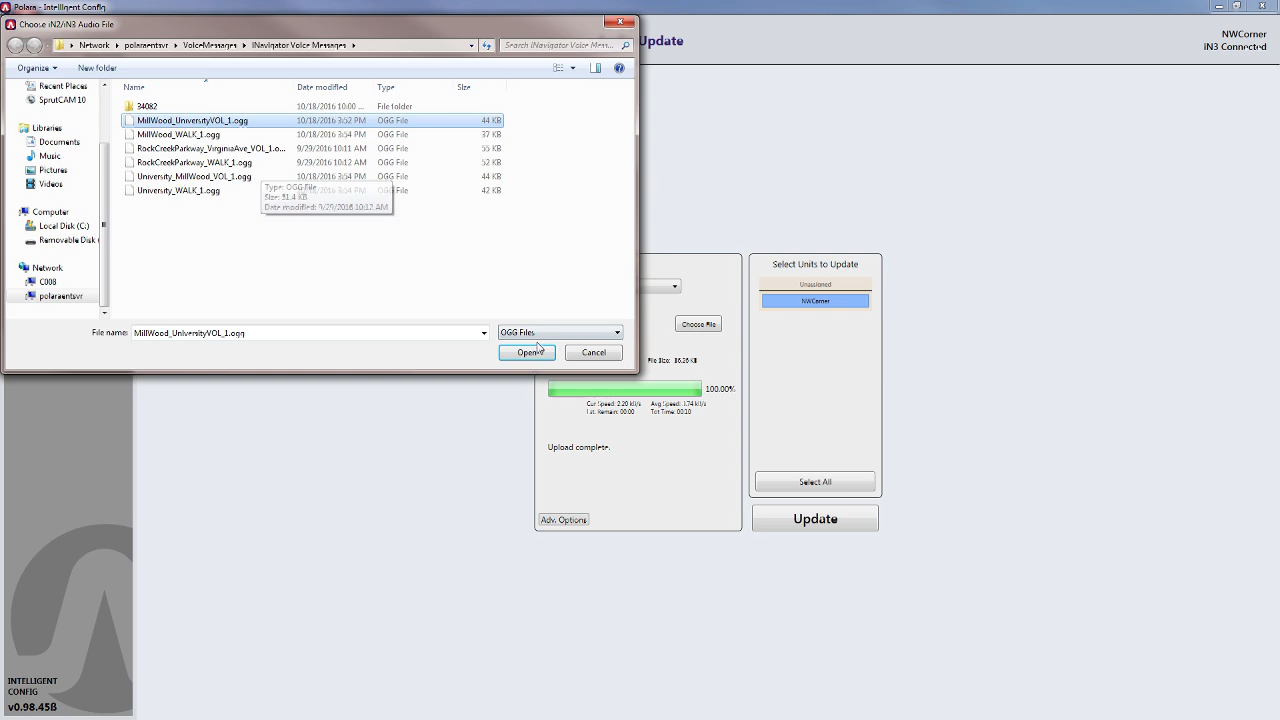 Polara - Intelligent Config
Choose iN2/iN3 Audio File
Network ▸ polaraentsvr ▸ VoiceMessages ▸ INavigator Voice Messages ▸
Search INavigator Voice Mess...
Update
NWCorner
iN3 Connected
Organize
New folder
Name
Date modified
Type
Size
Recent Places
SprutCAM 10
Libraries
Documents
Music
Pictures
Videos
Computer
Local Disk (C:)
Removable Disk
Network
C008
polaraentsvr
34082 10/18/2016 10:00 ... File folder
MillWood_UniversityVOL_1.ogg 10/18/2016 3:52 PM OGG File 44 KB
MillWood_WALK_1.ogg 10/18/2016 3:54 PM OGG File 37 KB
RockCreekParkway_VirginiaAve_VOL_1.o... 9/29/2016 10:11 AM OGG File 55 KB
RockCreekParkway_WALK_1.ogg 9/29/2016 10:12 AM OGG File 52 KB
University_MillWood_VOL_1.ogg 10/18/2016 3:54 PM OGG File 44 KB
University_WALK_1.ogg 10/18/2016 3:54 PM OGG File 42 KB
Type: OGG File
Size: 51.4 KB
Date modified: 9/29/2016 10:12 AM
File name:
MillWood_UniversityVOL_1.ogg
OGG Files
Open
Cancel
Choose File
100.00%
Upload complete.
Adv. Options
Select Units to Update
Unassigned
NWCorner
Select All
Update
INTELLIGENT
CONFIG
v0.98.45B